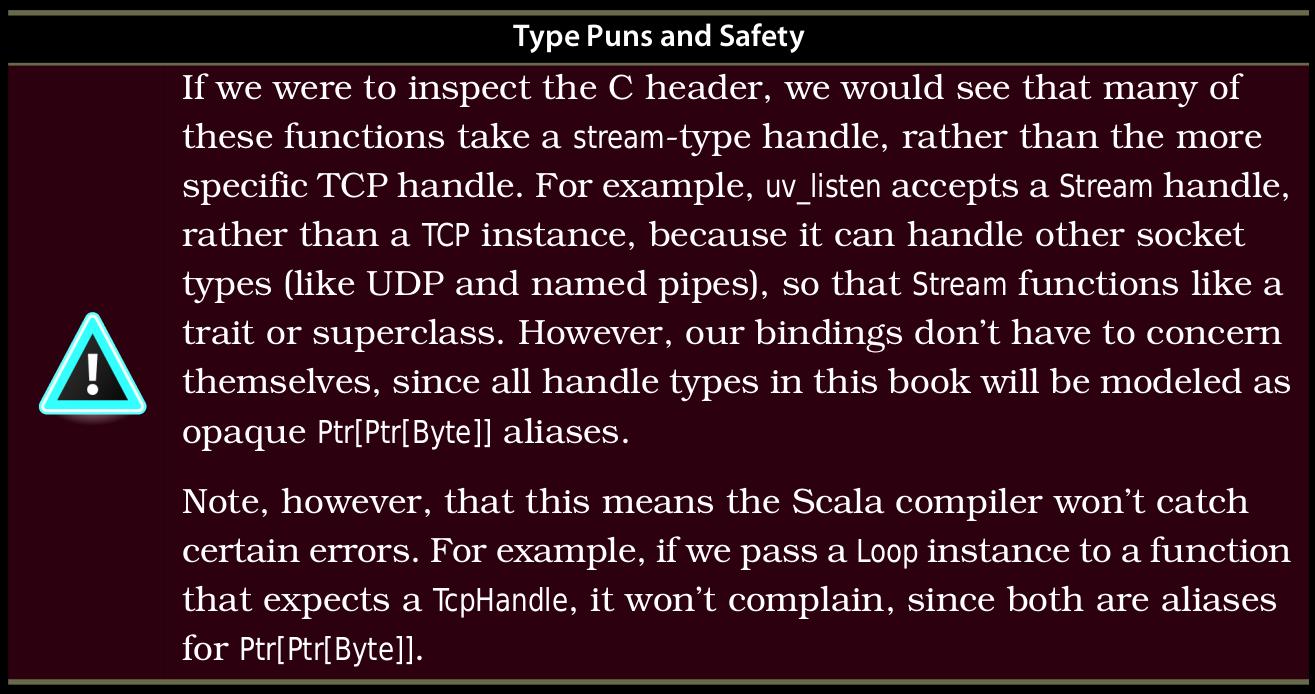 Type Puns and Safety
If we were to inspect the C header, we would see that many of
these functions take a stream-type handle, rather than the more
specific TCP handle. For example, uv_listen accepts a Stream handle,
rather than a TCP instance, because it can handle other socket
types (like UDP and named pipes), so that Stream functions like a
trait or superclass. However, our bindings don’t have to concern
themselves, since all handle types in this book will be modeled as
opaque Ptr[Ptr[Byte]] aliases.
Note, however, that this means the Scala compiler won’t catch
certain errors. For example, if we pass a Loop instance to a function
that expects a TcpHandle, it won’t complain, since both are aliases
for Ptr[Ptr[Byte]].